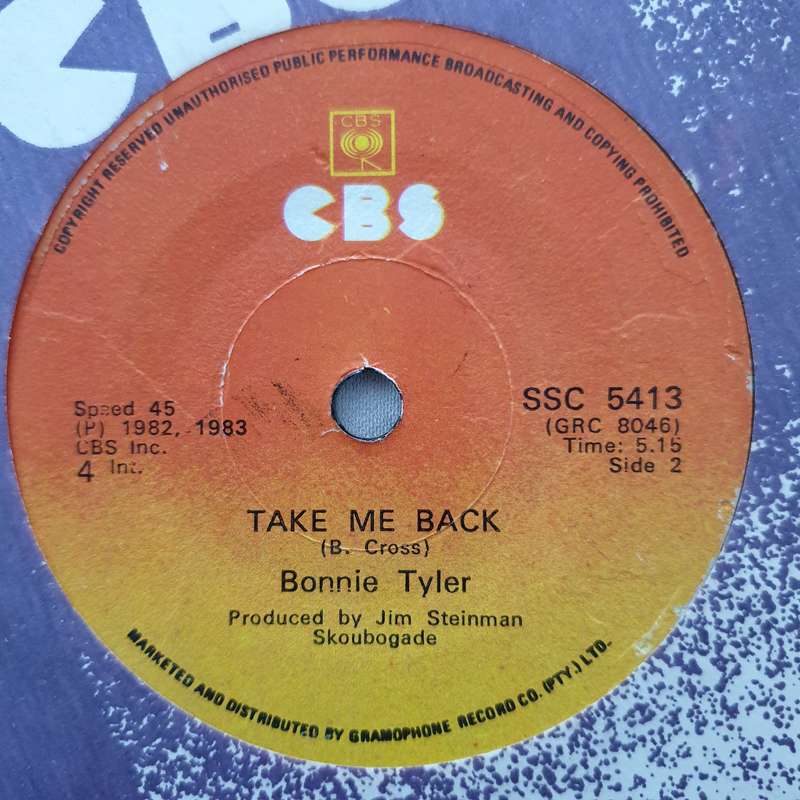 COPYRIGHT RESERVED UNAUTHORISED PUBLIC PERFORMANCE BROADCASTING AND COPYING PROHIBITED
CBS
CBS
Speed 45
(P) 1982, 1983
CBS Inc.
4 Int.
SSC 5413
(GRC 8046)
Time: 5.15
Side 2
TAKE ME BACK
(B. Cross)
Bonnie Tyler
Produced by Jim Steinman
Skoubogade
MARKETED AND DISTRIBUTED BY GRAMOPHONE RECORD CO. (PTY.) LTD.